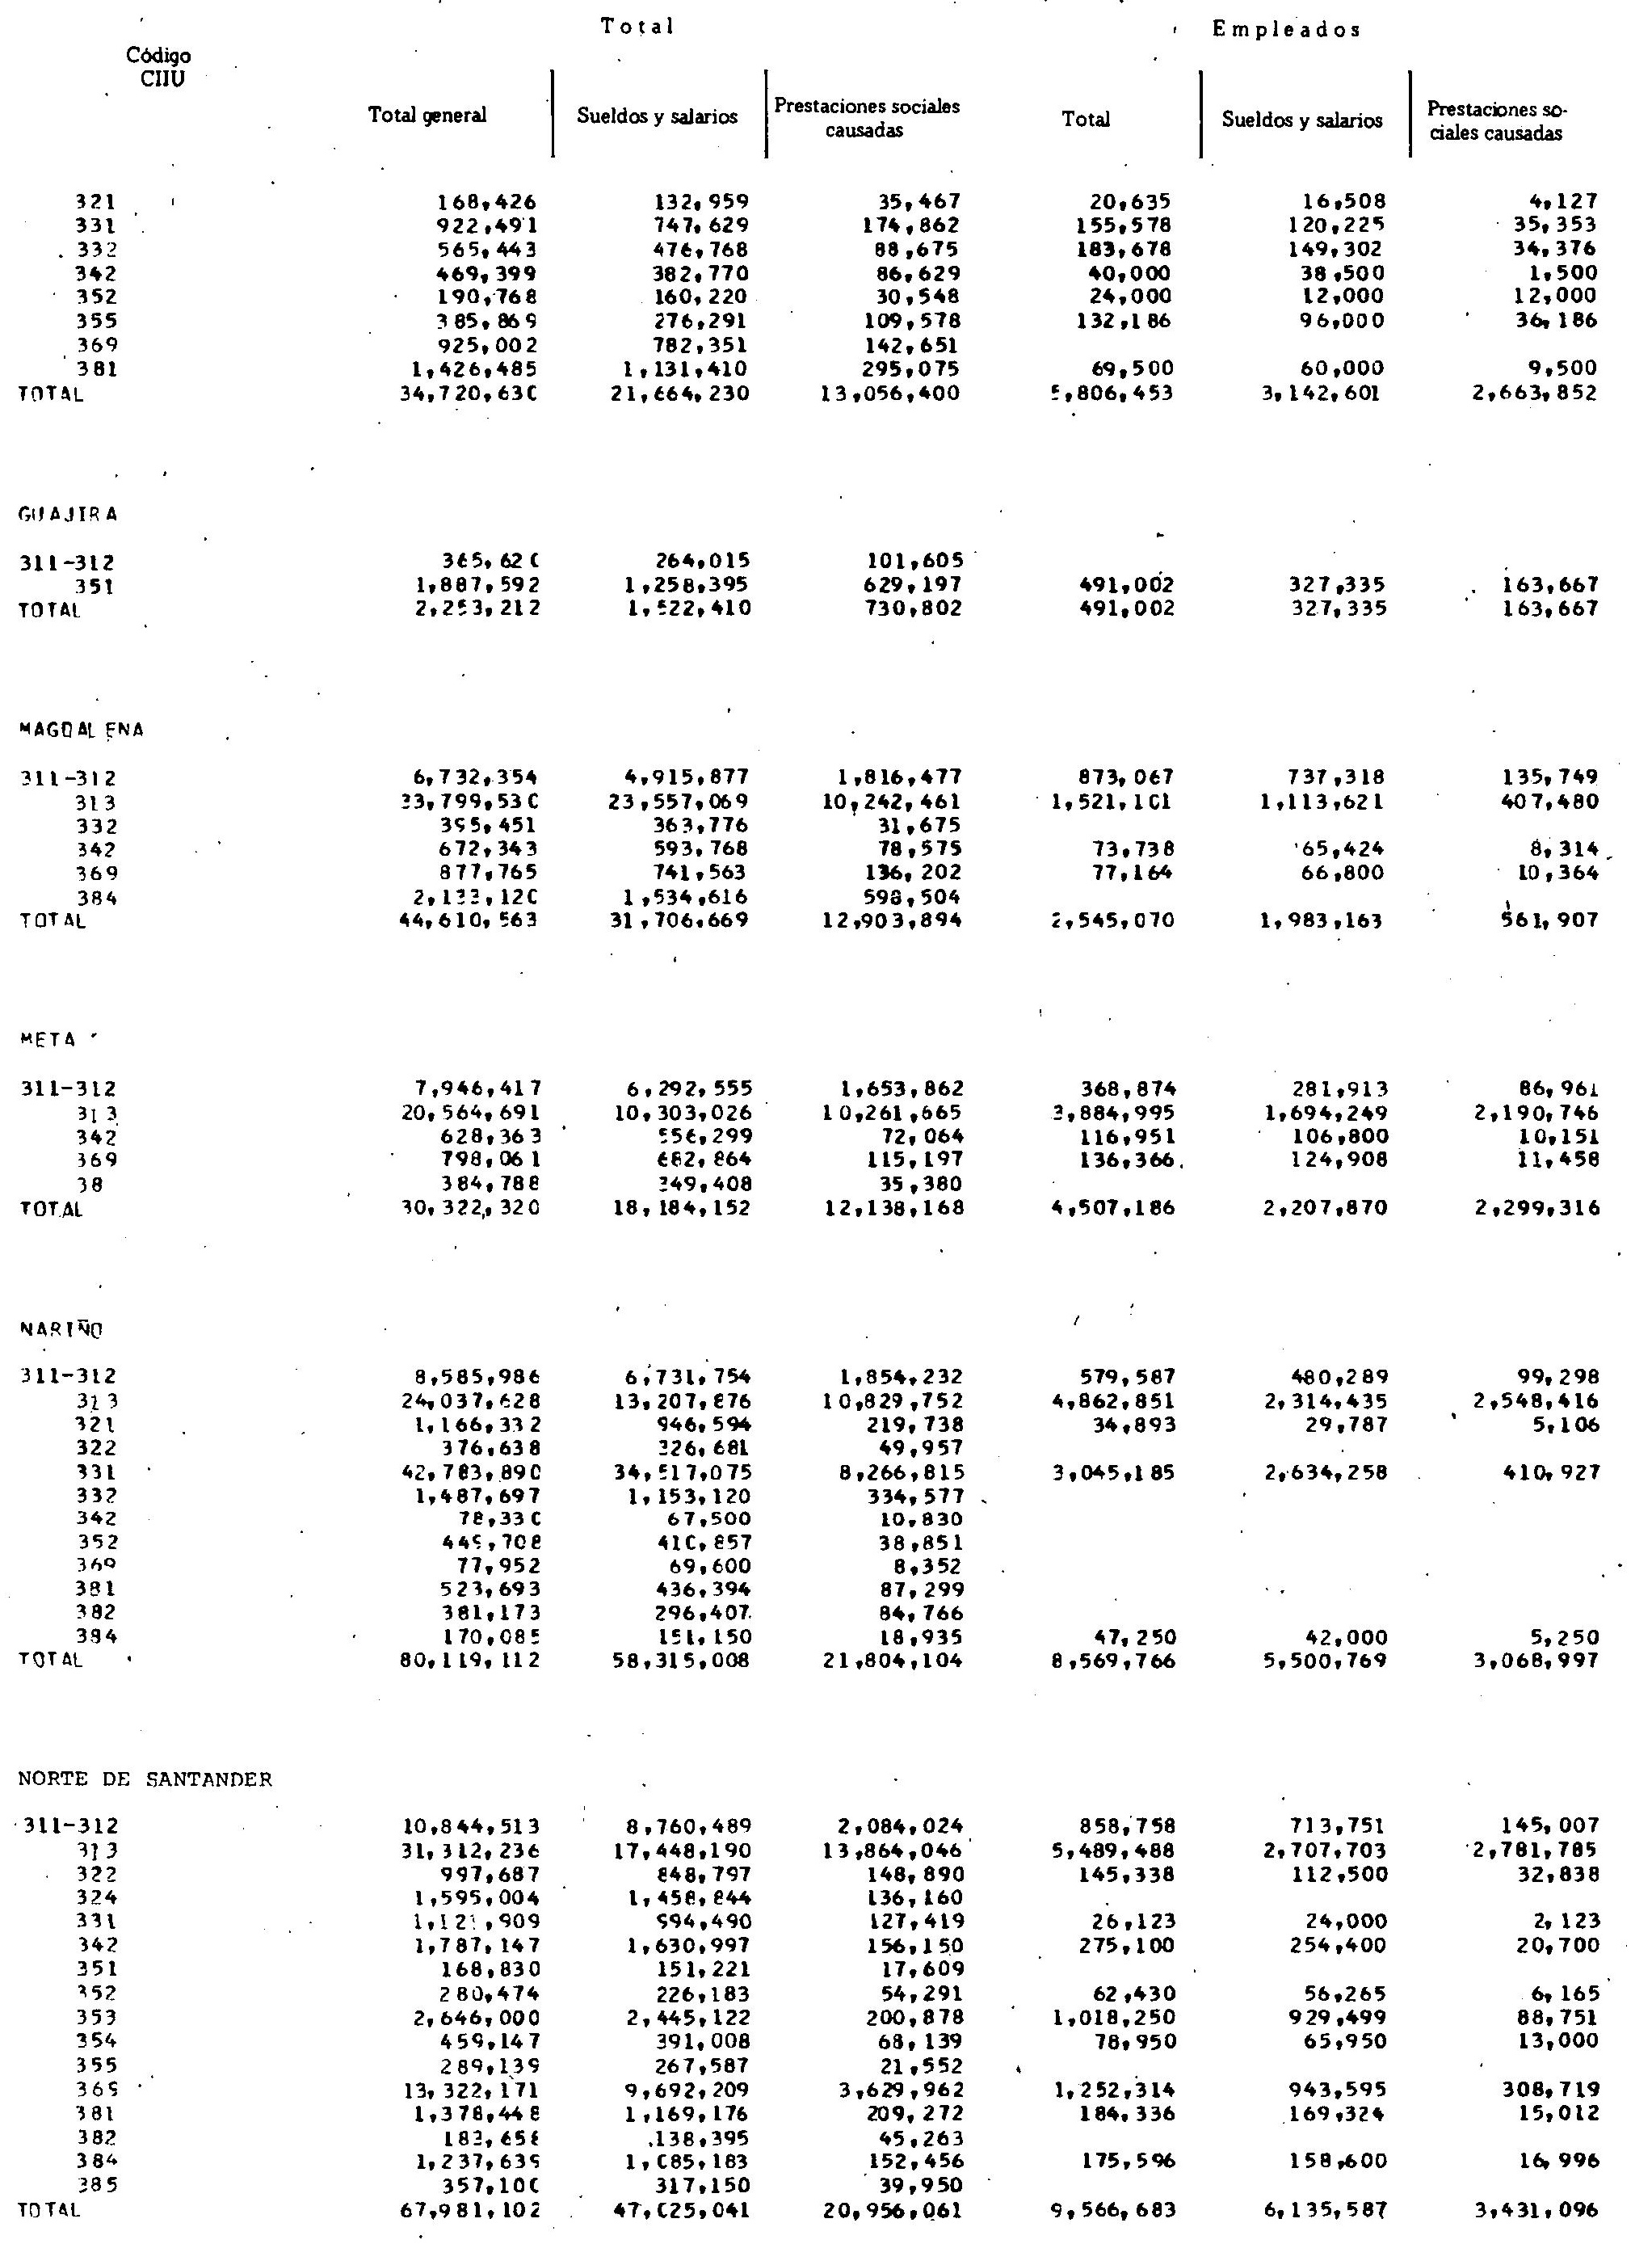 Total Empleados
Código
CIIU
Total general Sueldos y salarios Prestaciones sociales causadas Total Sueldos y salarios Prestaciones so-ciales causadas
321 168,426 132,959 35,467 20,635 16,508 4,127
331 922,491 747,629 174,862 155,578 120,225 35,353
332 565,443 476,768 88,675 183,678 149,302 34,376
342 469,399 382,770 86,629 40,000 38,500 1,500
352 190,768 160,220 30,548 24,000 12,000 12,000
355 385,869 276,291 109,578 132,186 96,000 36,186
369 925,002 782,351 142,651
381 1,426,485 1,131,410 295,075 69,500 60,000 9,500
TOTAL 34,720,630 21,664,230 13,056,400 5,806,453 3,142,601 2,663,852
GUAJIRA
311-312 365,620 264,015 101,605
351 1,887,592 1,258,395 629,197 491,002 327,335 163,667
TOTAL 2,253,212 1,522,410 730,802 491,002 327,335 163,667
MAGDALENA
311-312 6,732,354 4,915,877 1,816,477 873,067 737,318 135,749
313 33,799,530 23,557,069 10,242,461 1,521,101 1,113,621 407,480
332 395,451 363,776 31,675
342 672,343 593,768 78,575 73,738 65,424 8,314
369 877,765 741,563 136,202 77,164 66,800 10,364
384 2,133,120 1,534,616 598,504
TOTAL 44,610,563 31,706,669 12,903,894 2,545,070 1,983,163 561,907
META
311-312 7,946,417 6,292,555 1,653,862 368,874 281,913 86,961
313 20,564,691 10,303,026 10,261,665 3,884,995 1,694,249 2,190,746
342 628,363 556,299 72,064 116,951 106,800 10,151
369 798,061 682,864 115,197 136,366 124,908 11,458
38 384,788 349,408 35,380
TOTAL 30,322,320 18,184,152 12,138,168 4,507,186 2,207,870 2,299,316
NARIÑO
311-312 8,585,986 6,731,754 1,854,232 579,587 480,289 99,298
313 24,037,628 13,207,876 10,829,752 4,862,851 2,314,435 2,548,416
321 1,166,332 946,594 219,738 34,893 29,787 5,106
322 376,638 326,681 49,957
331 42,783,890 34,517,075 8,266,815 3,045,185 2,634,258 410,927
332 1,487,697 1,153,120 334,577
342 78,330 67,500 10,830
352 449,708 410,857 38,851
369 77,952 69,600 8,352
381 523,693 436,394 87,299
382 381,173 296,407 84,766
384 170,085 151,150 18,935 47,250 42,000 5,250
TOTAL 80,119,112 58,315,008 21,804,104 8,569,766 5,500,769 3,068,997
NORTE DE SANTANDER
311-312 10,844,513 8,760,489 2,084,024 858,758 713,751 145,007
313 31,312,236 17,448,190 13,864,046 5,489,488 2,707,703 2,781,785
322 997,687 848,797 148,890 145,338 112,500 32,838
324 1,595,004 1,458,844 136,160
331 1,121,909 994,490 127,419 26,123 24,000 2,123
342 1,787,147 1,630,997 156,150 275,100 254,400 20,700
351 168,830 151,221 17,609
352 280,474 226,183 54,291 62,430 56,265 6,165
353 2,646,000 2,445,122 200,878 1,018,250 929,499 88,751
354 459,147 391,008 68,139 78,950 65,950 13,000
355 289,139 267,587 21,552
369 13,322,171 9,692,209 3,629,962 1,252,314 943,595 308,719
381 1,378,448 1,169,176 209,272 184,336 169,324 15,012
382 183,658 138,395 45,263
384 1,237,639 1,085,183 152,456 175,596 158,600 16,996
385 357,100 317,150 39,950
TOTAL 67,981,102 47,025,041 20,956,061 9,566,683 6,135,587 3,431,096